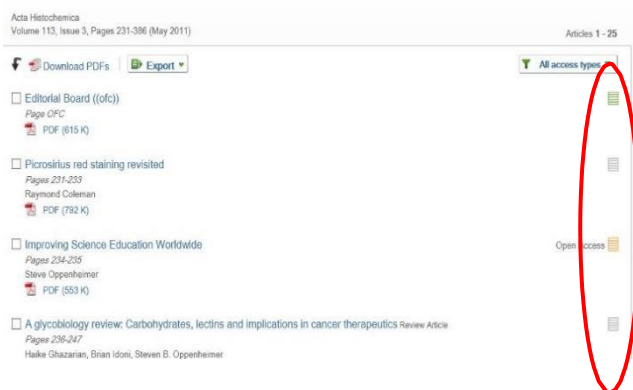 Acta Histochemica
Volume 113, Issue 3, Pages 231-386 (May 2011)
Articles 1 - 25
Download PDFs Export All access types
Editorial Board ((ofc))
Page OFC
PDF (615 K)
Picrosirius red staining revisited
Pages 231-233
Raymond Coleman
PDF (792 K)
Improving Science Education Worldwide
Open Access
Pages 234-235
Steve Oppenheimer
PDF (553 K)
A glycobiology review: Carbohydrates, lectins and implications in cancer therapeutics Review Article
Pages 236-247
Haike Ghazarian, Brian Idoni, Steven B. Oppenheimer